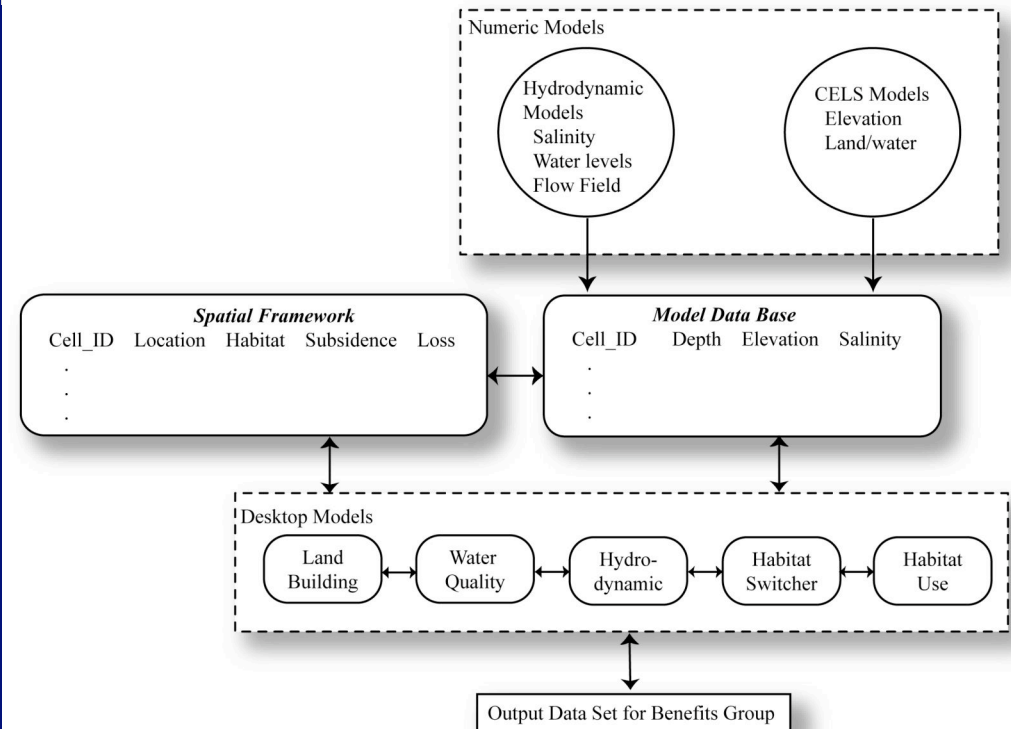 Numeric Models
Hydrodynamic
Models
Salinity
Water levels
Flow Field
CELS Models
Elevation
Land/water
Spatial Framework
Cell_ID Location Habitat Subsidence Loss
.
.
.
Model Data Base
Cell_ID Depth Elevation Salinity
.
.
.
Desktop Models
Land
Building
Water
Quality
Hydro-
dynamic
Habitat
Switcher
Habitat
Use
Output Data Set for Benefits Group